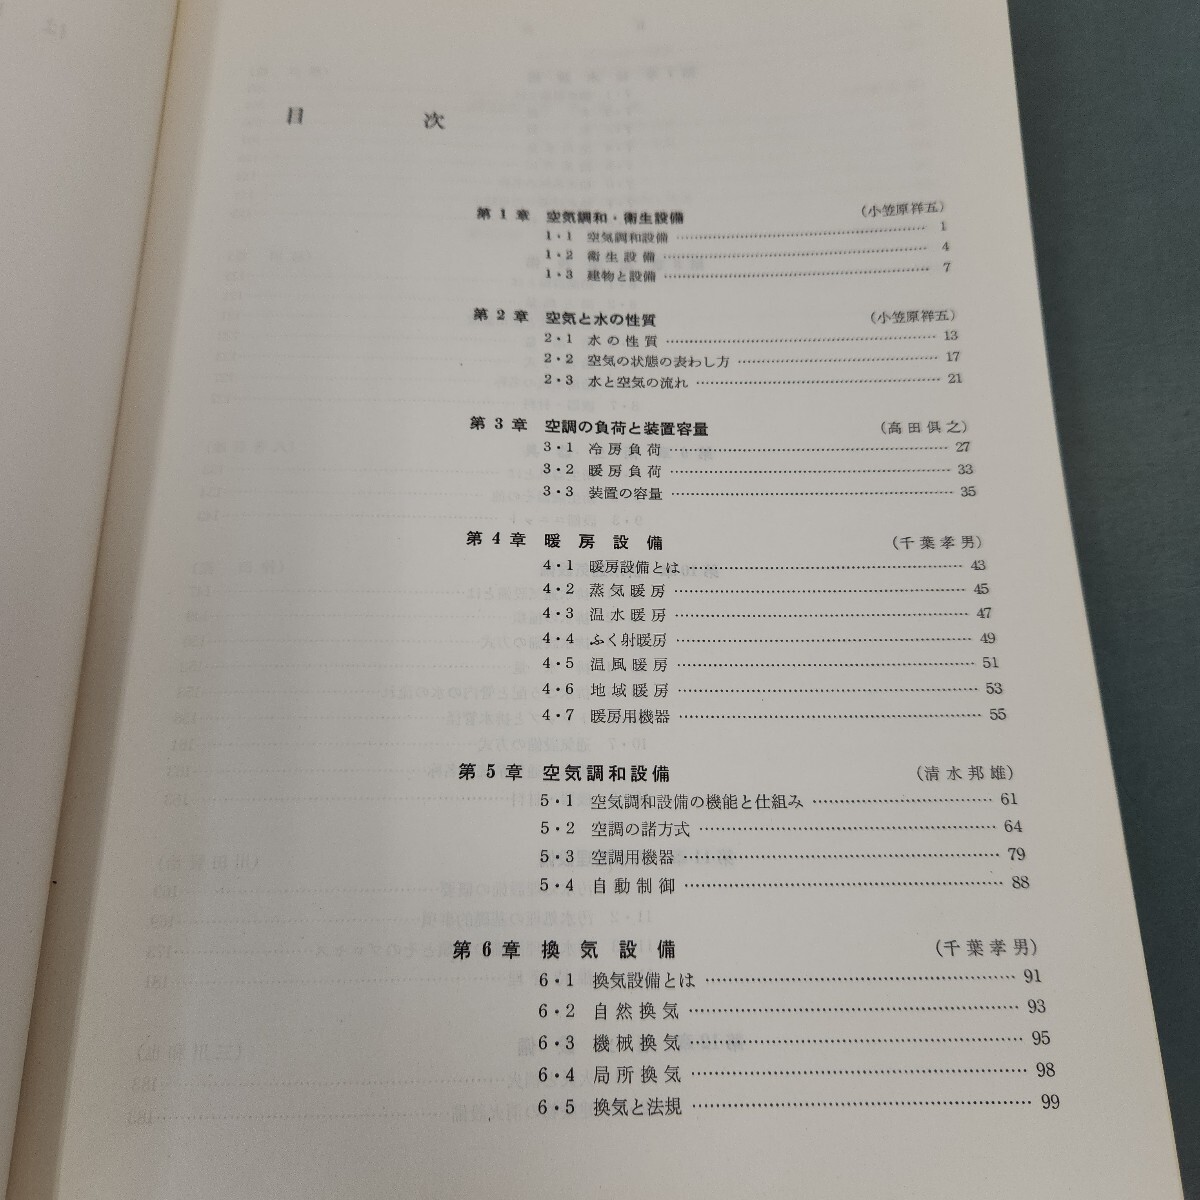 目次
第1章 空気調和・衛生設備 (小笠原祥五)
1・1 空気調和設備 1
1・2 衛生設備 4
1・3 建物と設備 7
第2章 空気と水の性質 (小笠原祥五)
2・1 水の性質 13
2・2 空気の状態の表わし方 17
2・3 水と空気の流れ 21
第3章 空調の負荷と装置容量 (高田倶之)
3・1 冷房負荷 27
3・2 暖房負荷 33
3・3 装置の容量 35
第4章 暖房設備 (千葉孝男)
4・1 暖房設備とは 43
4・2 蒸気暖房 45
4・3 温水暖房 47
4・4 ふく射暖房 49
4・5 温風暖房 51
4・6 地域暖房 53
4・7 暖房用機器 55
第5章 空気調和設備 (清水邦雄)
5・1 空気調和設備の機能と仕組み 61
5・2 空調の諸方式 64
5・3 空調用機器 79
5・4 自動制御 88
第6章 換気設備 (千葉孝男)
6・1 換気設備とは 91
6・2 自然換気 93
6・3 機械換気 95
6・4 局所換気 98
6・5 換気と法規 99